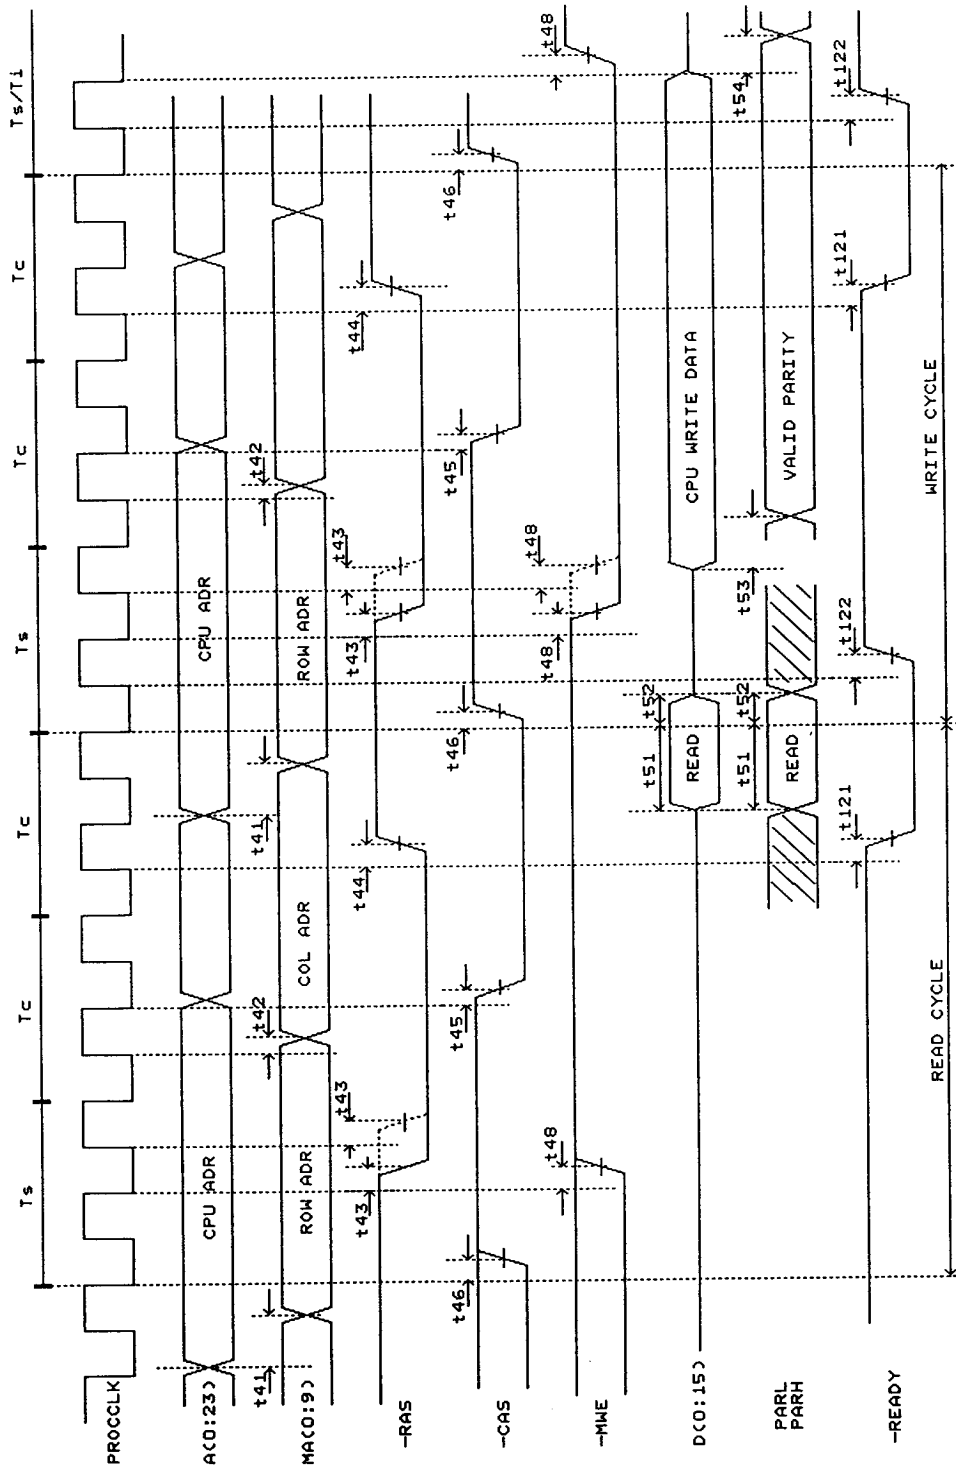 Ts Tc Tc Ts Tc Tc Ts/Ti
PROCCLK
A(0:23) CPU ADR CPU ADR
t41 t42 t41 t42
MA(0:9) ROW ADR COL ADR ROW ADR
t43 t43 t44 t43 t43 t44
-RAS
t46 t45 t46 t45 t46
-CAS
t48 t48 t48 t48
-MWE
t51 t52
D(0:15) READ CPU WRITE DATA
t51 t52 t53 t54
PARL
PARH
READ VALID PARITY
t121 t122 t121 t122
-READY
READ CYCLE WRITE CYCLE